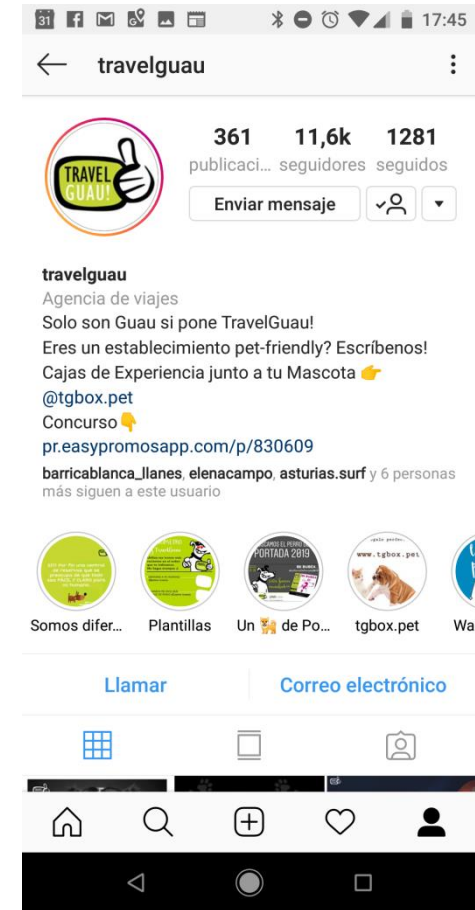 31
17:45
travelguau
TRAVEL
GUAU!
361
11,6k
1281
publicaci...
seguidores
seguidos
Enviar mensaje
travelguau
Agencia de viajes
Solo son Guau si pone TravelGuau!
Eres un establecimiento pet-friendly? Escríbenos!
Cajas de Experiencia junto a tu Mascota 👉
@tgbox.pet
Concurso👇
pr.easypromosapp.com/p/830609
barricablanca_llanes, elenacampo, asturias.surf y 6 personas
más siguen a este usuario
PORTADA 2019
www.tgbox.pet
Somos difer...
Plantillas
Un 🐕 de Po...
tgbox.pet
Wa
Llamar
Correo electrónico